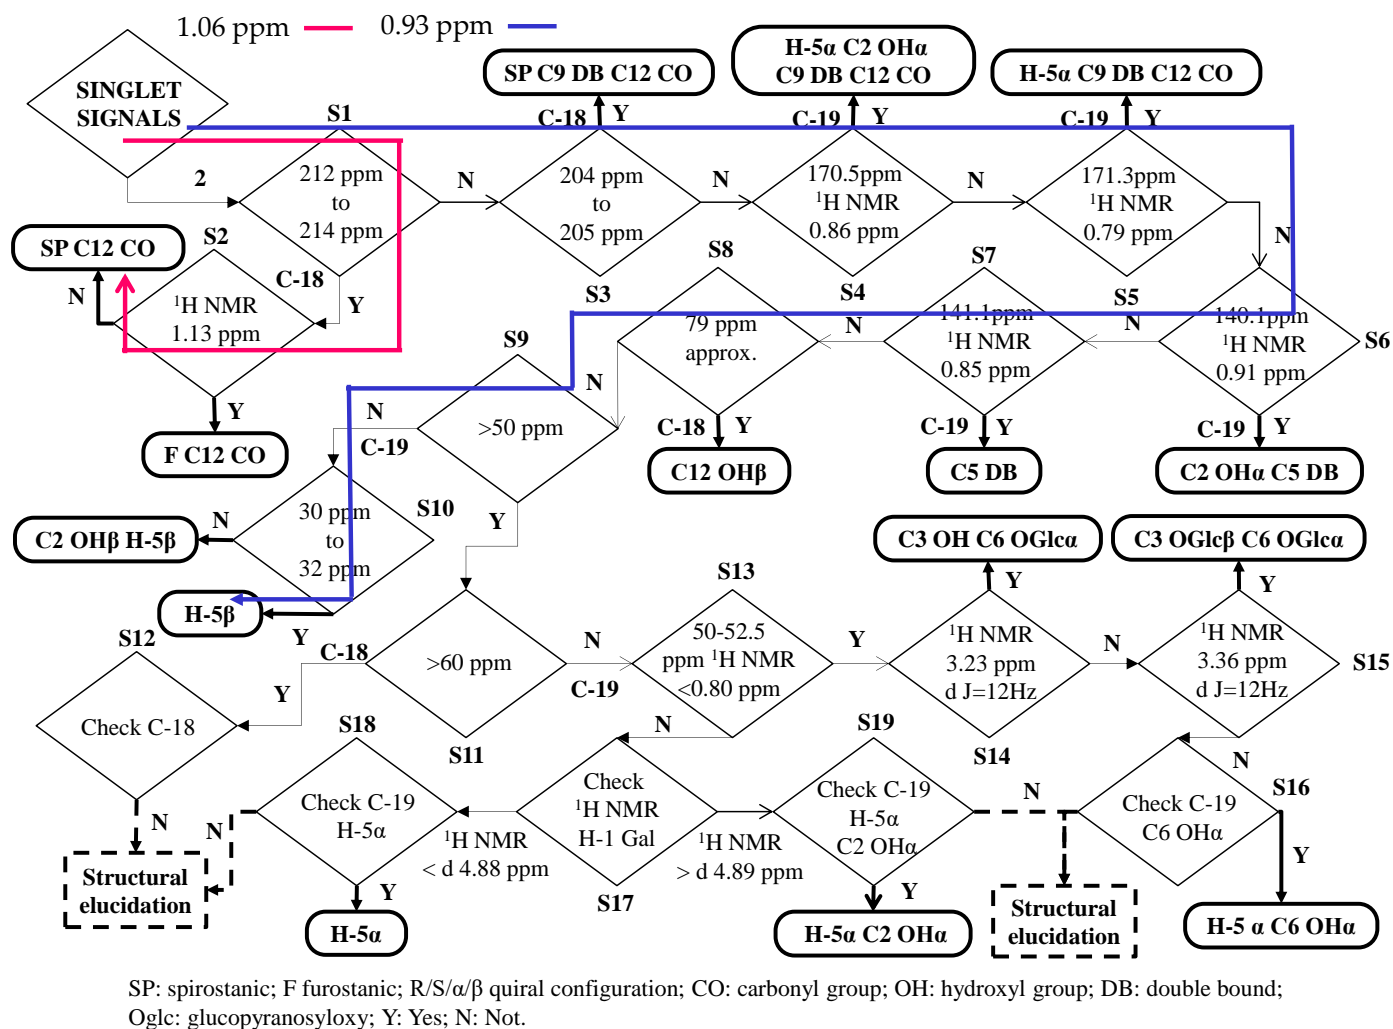 1.06 ppm
0.93 ppm
SINGLET
SIGNALS
2
S1
212 ppm
to
214 ppm
N
C-18
Y
SP C9 DB C12 CO
C-18
Y
204 ppm
to
205 ppm
N
H-5α C2 OHα
C9 DB C12 CO
C-19
Y
170.5ppm
¹H NMR
0.86 ppm
N
H-5α C9 DB C12 CO
C-19
Y
171.3ppm
¹H NMR
0.79 ppm
N
SP C12 CO
N
S2
¹H NMR
1.13 ppm
Y
F C12 CO
S3
S8
79 ppm
approx.
N
C-18
Y
C12 OHβ
S4
N
S7
141.1ppm
¹H NMR
0.85 ppm
C-19
Y
C5 DB
S5
N
140.1ppm
¹H NMR
0.91 ppm
S6
C-19
Y
C2 OHα C5 DB
S9
>50 ppm
N
C-19
Y
30 ppm
to
32 ppm
S10
N
C2 OHβ H-5β
H-5β
Y
S12
C-18
>60 ppm
N
C-19
Y
S11
Check C-18
N
Structural
elucidation
S13
50-52.5
ppm ¹H NMR
<0.80 ppm
Y
N
C3 OH C6 OGlcα
Y
¹H NMR
3.23 ppm
d J=12Hz
N
S14
C3 OGlcβ C6 OGlcα
Y
¹H NMR
3.36 ppm
d J=12Hz
S15
N
S16
Check C-19
C6 OHα
Y
H-5 α C6 OHα
S18
Check C-19
H-5α
N
Y
H-5α
¹H NMR
< d 4.88 ppm
Check
¹H NMR
H-1 Gal
S17
¹H NMR
> d 4.89 ppm
S19
Check C-19
H-5α
C2 OHα
N
Y
H-5α C2 OHα
Structural
elucidation
SP: spirostanic; F furostanic; R/S/α/β quiral configuration; CO: carbonyl group; OH: hydroxyl group; DB: double bound;
Oglc: glucopyranosyloxy; Y: Yes; N: Not.